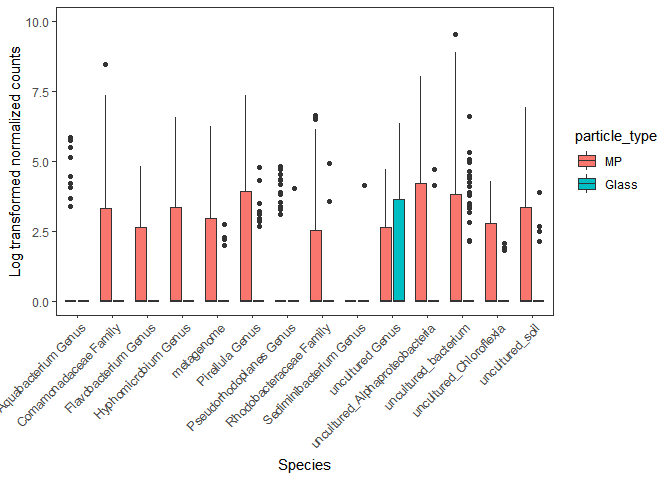 Log transformed normalized counts
10.0
7.5
5.0
2.5
0.0
Aquabacterium Genus
Comamonadaceae Family
Flavobacterium Genus
Hyphomicrobium Genus
metagenome
Pirellula Genus
Pseudorhodoplanes Genus
Rhodobacteraceae Family
Sediminibacterium Genus
uncultured Genus
uncultured_Alphaproteobacteria
uncultured_bacterium
uncultured_Chloroflexia
uncultured_soil
Species
particle_type
MP
Glass